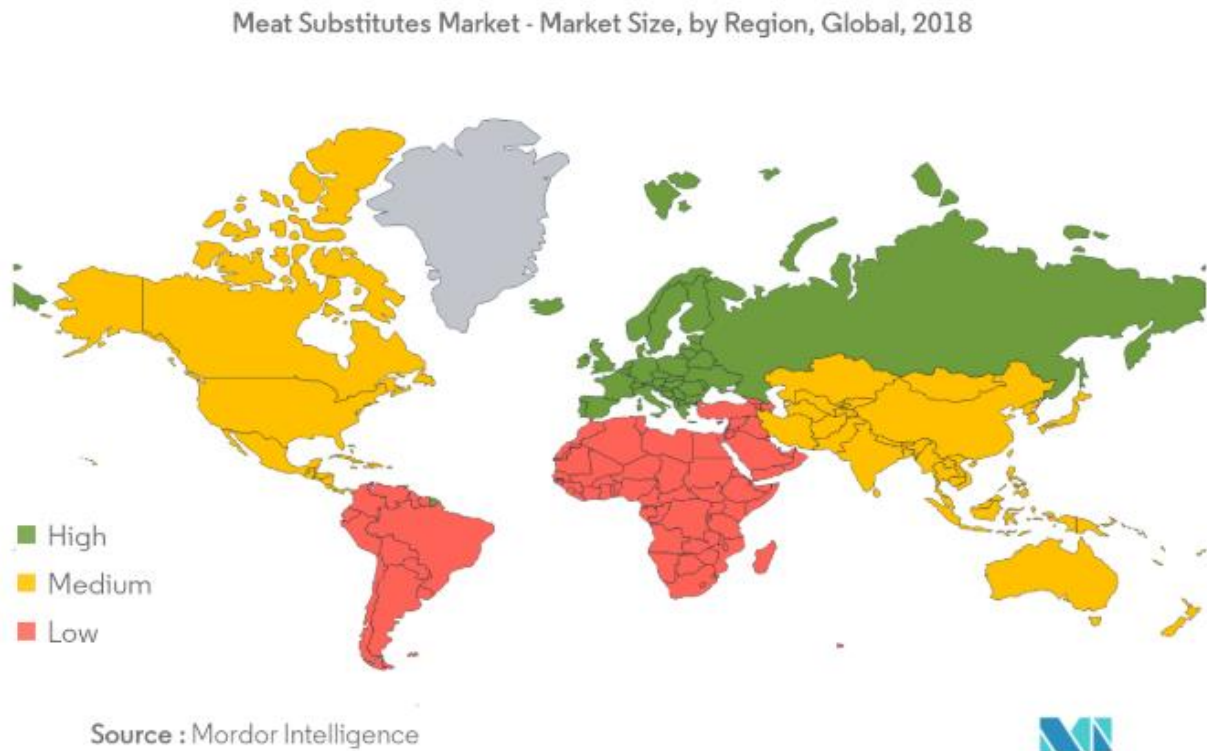 Meat Substitutes Market - Market Size, by Region, Global, 2018
High
Medium
Low
Source : Mordor Intelligence